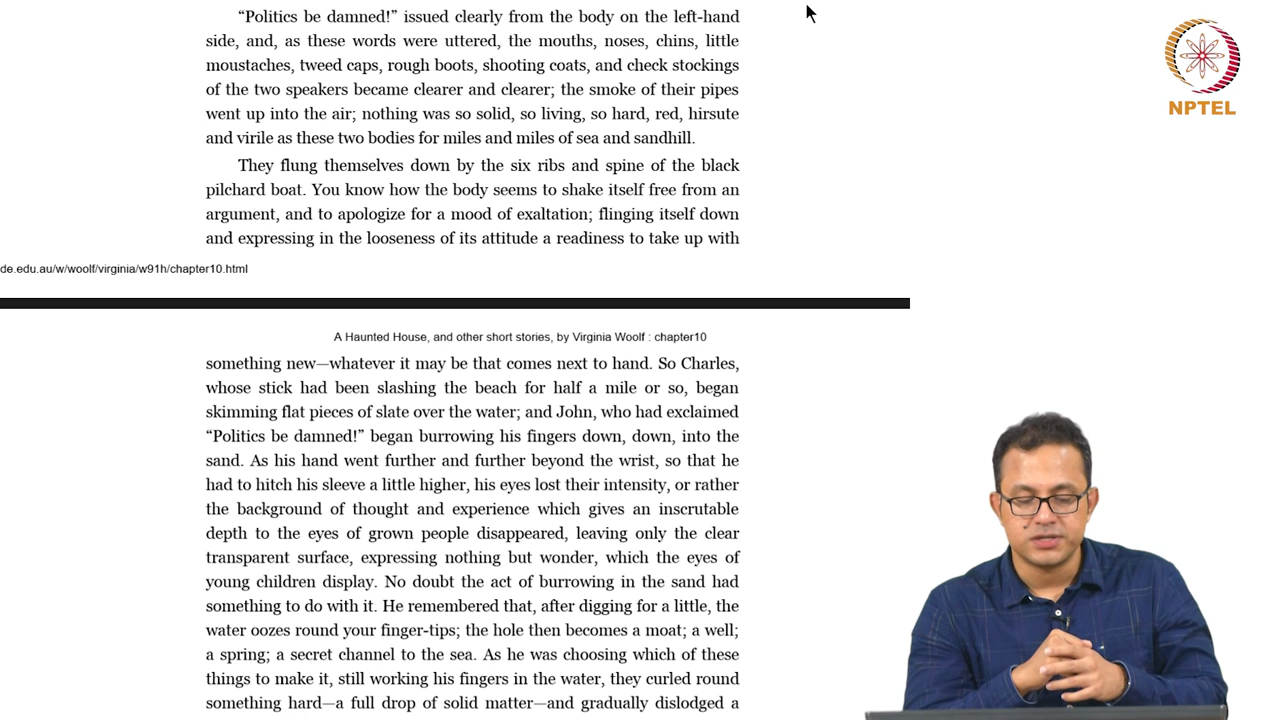 “Politics be damned!” issued clearly from the body on the left-hand
side, and, as these words were uttered, the mouths, noses, chins, little
moustaches, tweed caps, rough boots, shooting coats, and check stockings
of the two speakers became clearer and clearer; the smoke of their pipes
went up into the air; nothing was so solid, so living, so hard, red, hirsute
and virile as these two bodies for miles and miles of sea and sandhill.
They flung themselves down by the six ribs and spine of the black
pilchard boat. You know how the body seems to shake itself free from an
argument, and to apologize for a mood of exaltation; flinging itself down
and expressing in the looseness of its attitude a readiness to take up with
de.edu.au/w/woolf/virginia/w91h/chapter10.html
A Haunted House, and other short stories, by Virginia Woolf : chapter10
something new—whatever it may be that comes next to hand. So Charles,
whose stick had been slashing the beach for half a mile or so, began
skimming flat pieces of slate over the water; and John, who had exclaimed
“Politics be damned!” began burrowing his fingers down, down, into the
sand. As his hand went further and further beyond the wrist, so that he
had to hitch his sleeve a little higher, his eyes lost their intensity, or rather
the background of thought and experience which gives an inscrutable
depth to the eyes of grown people disappeared, leaving only the clear
transparent surface, expressing nothing but wonder, which the eyes of
young children display. No doubt the act of burrowing in the sand had
something to do with it. He remembered that, after digging for a little, the
water oozes round your finger-tips; the hole then becomes a moat; a well;
a spring; a secret channel to the sea. As he was choosing which of these
things to make it, still working his fingers in the water, they curled round
something hard—a full drop of solid matter—and gradually dislodged a
NPTEL